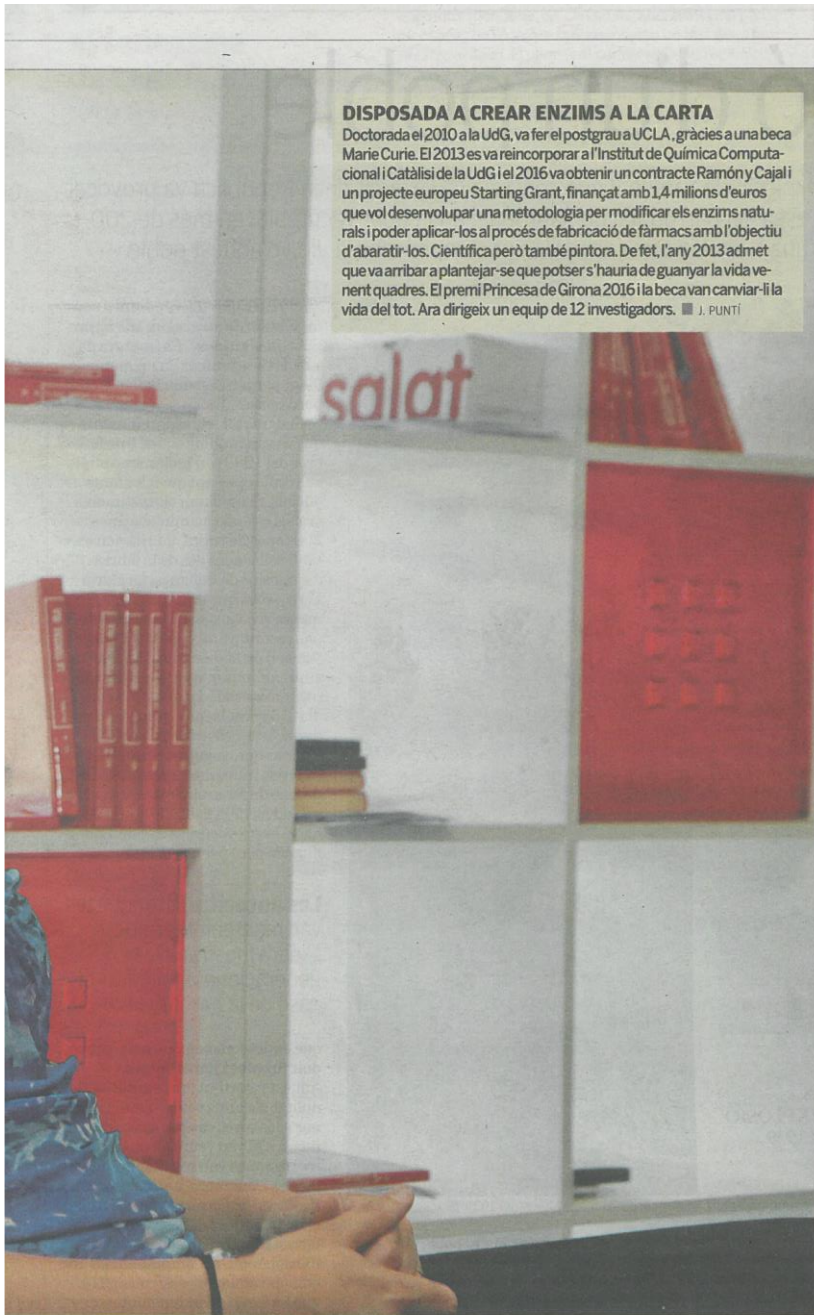 DISPOSADA A CREAR ENZIMS A LA CARTA
Doctorada el 2010 a la UdG, va fer el postgrau a UCLA, gràcies a una beca
Marie Curie. El 2013 es va reincorporar a l'Institut de Química Computa-
cional i Catàlisi de la UdG i el 2016 va obtenir un contracte Ramón y Cajal i
un projecte europeu Starting Grant, finançat amb 1,4 milions d'euros
que vol desenvolupar una metodologia per modificar els enzims natu-
rals i poder aplicar-los al procés de fabricació de fàrmacs amb l'objectiu
d'abaratir-los. Científica però també pintora. De fet, l'any 2013 admet
que va arribar a plantejar-se que potser s'hauria de guanyar la vida ve-
nent quadres. El premi Princesa de Girona 2016 i la beca van canviar-li la
vida del tot. Ara dirigeix un equip de 12 investigadors. ■ J. PUNTÍ
salat